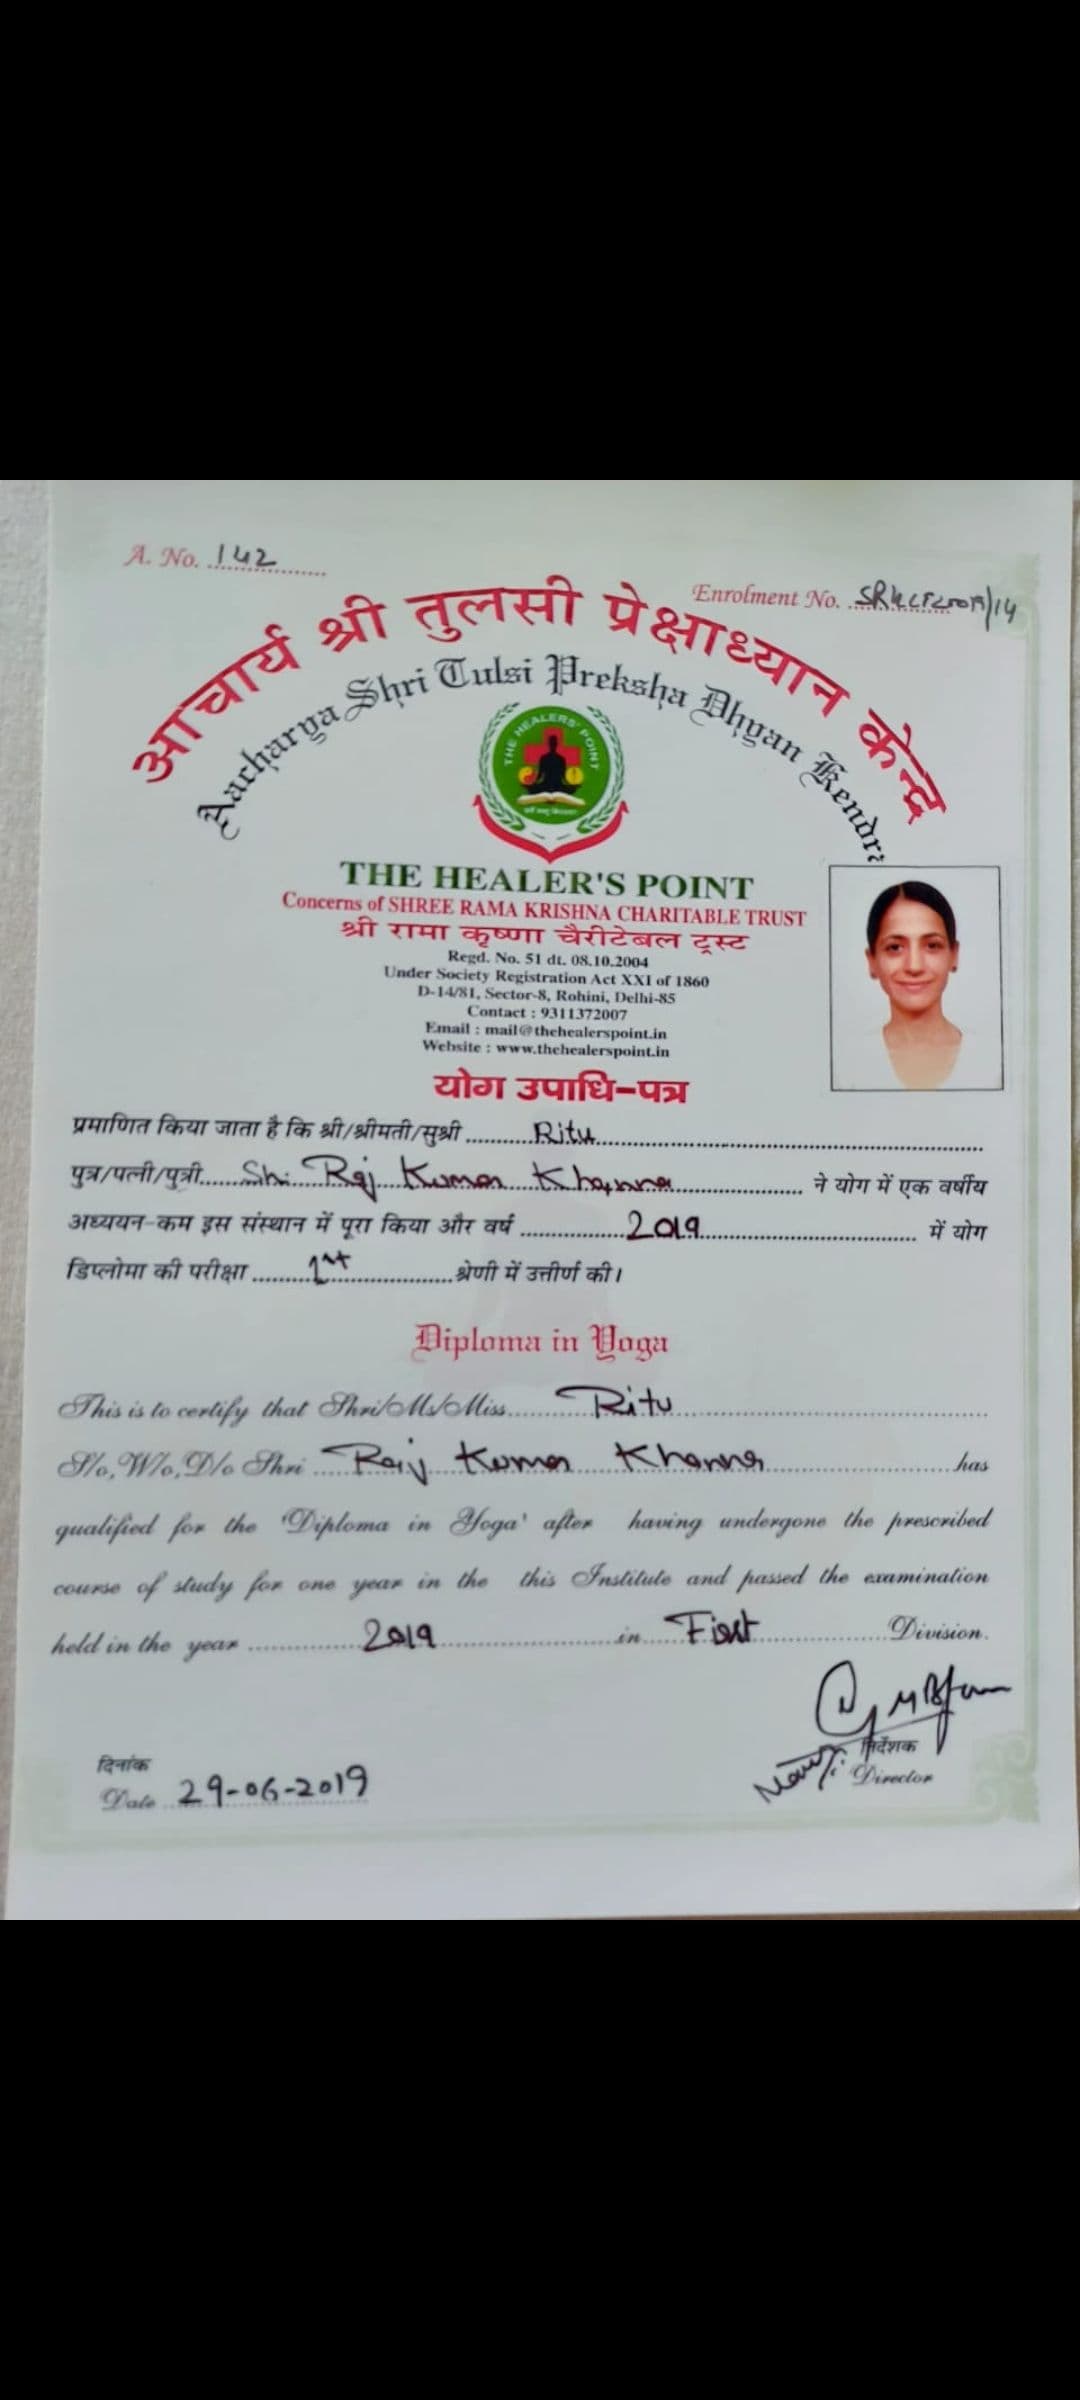 A. No. 142
Enrolment No.
आचार्य श्री तुलसी प्रेक्षाध्यान केन्द्र
Aacharya Shri Tulsi Preksha Dhyan Kendra
THE HEALERS' POINT
THE HEALER'S POINT
Concerns of SHREE RAMA KRISHNA CHARITABLE TRUST
श्री रामा कृष्णा चैरीटेबल ट्रस्ट
Regd. No. 51 dt. 08.10.2004
Under Society Registration Act XXI of 1860
D-14/81, Sector-8, Rohini, Delhi-85
Contact : 9311372007
Email : mail@thehealerspoint.in
Website : www.thehealerspoint.in
योग उपाधि-पत्र
प्रमाणित किया जाता है कि श्री/श्रीमती/सुश्री Ritu
पुत्र/पत्नी/पुत्री Sh. Raj Kumar Khanna ने योग में एक वर्षीय
अध्ययन-कम इस संस्थान में पूरा किया और वर्ष 2019 में योग
डिप्लोमा की परीक्षा 1st श्रेणी में उत्तीर्ण की।
Diploma in Yoga
This is to certify that Shri/Ms/Miss Ritu
S/o, W/o, D/o Shri Raj Kumar Khanna has
qualified for the 'Diploma in Yoga' after having undergone the prescribed
course of study for one year in the this Institute and passed the examination
held in the year 2019 in First Division.
निर्देशक
Director
दिनांक
Date 29-06-2019